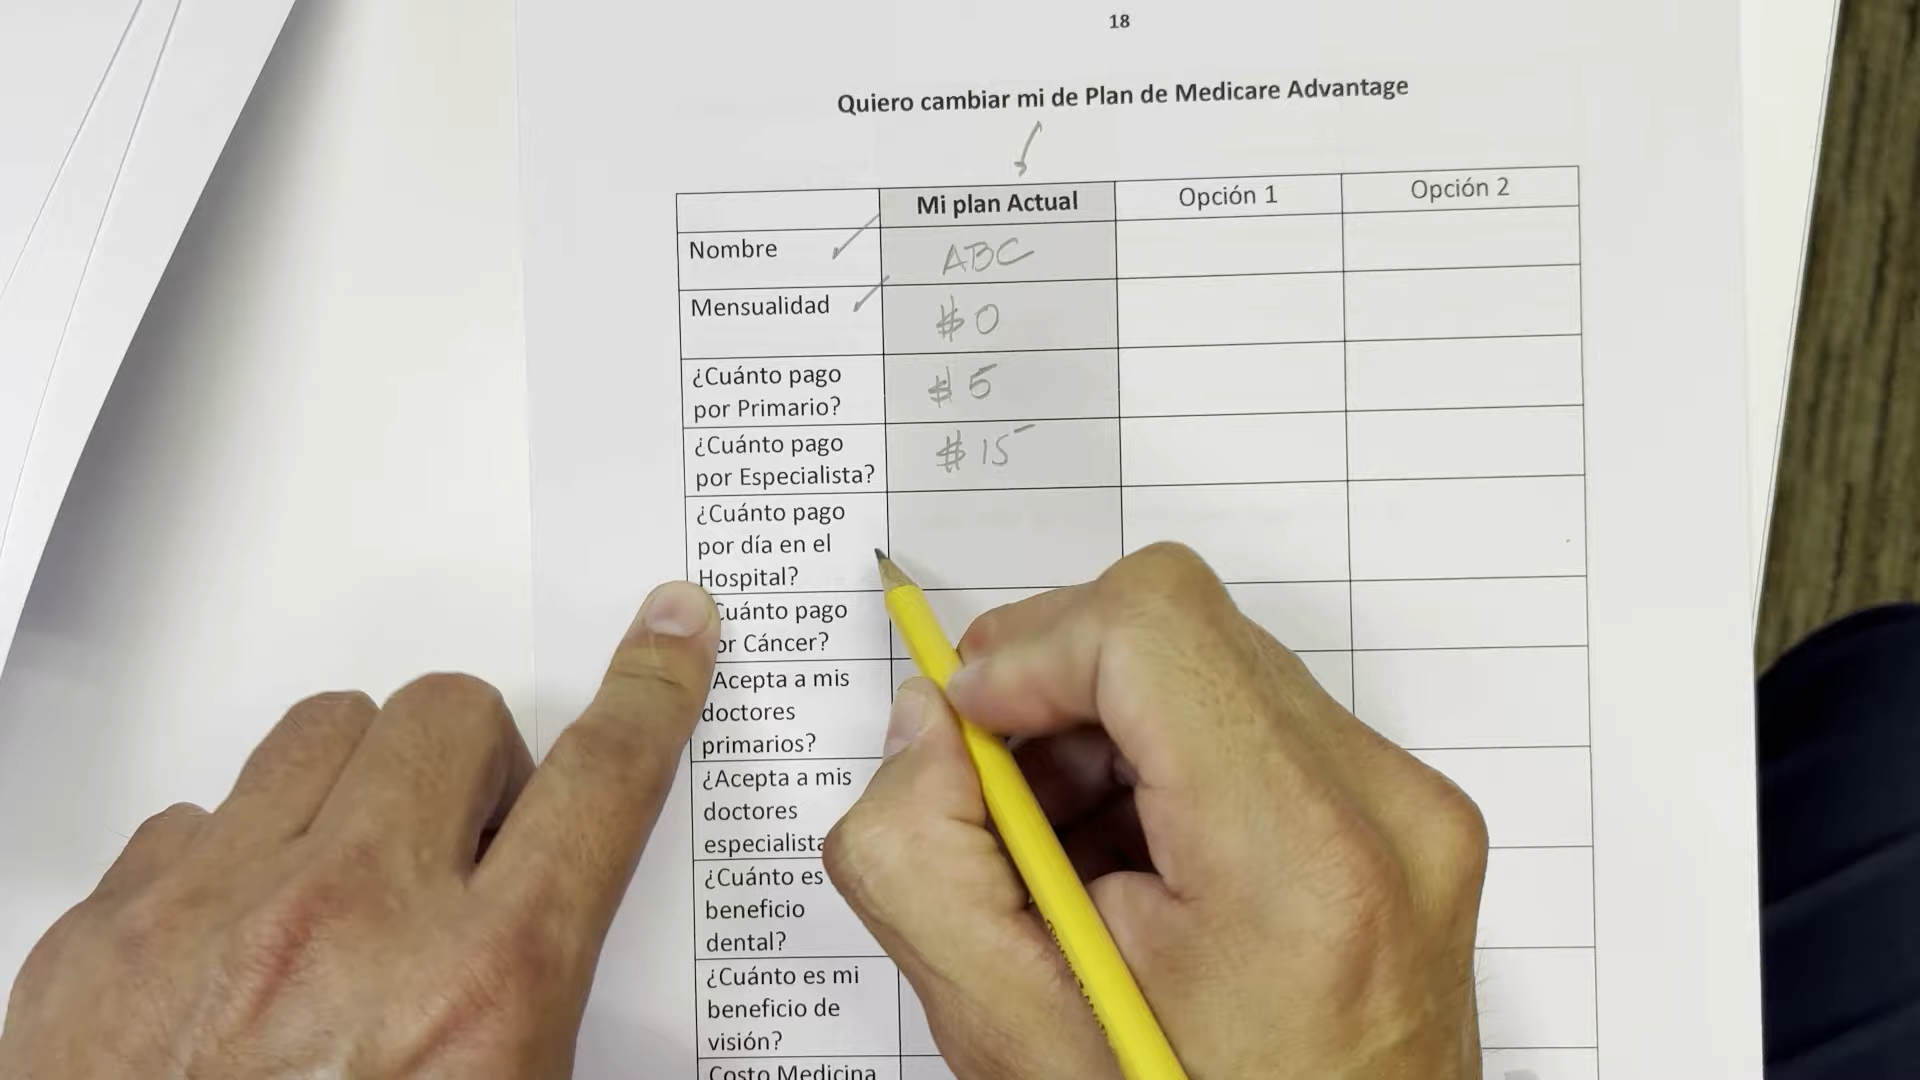 18
Quiero cambiar mi de Plan de Medicare Advantage
Mi plan Actual
Opción 1
Opción 2
Nombre
ABC
Mensualidad
$0
¿Cuánto pago
por Primario?
$5
¿Cuánto pago
por Especialista?
$15
¿Cuánto pago
por día en el
Hospital?
Cuánto pago
or Cáncer?
Acepta a mis
doctores
primarios?
¿Acepta a mis
doctores
especialista
¿Cuánto es
beneficio
dental?
¿Cuánto es mi
beneficio de
visión?
Costo Medicina